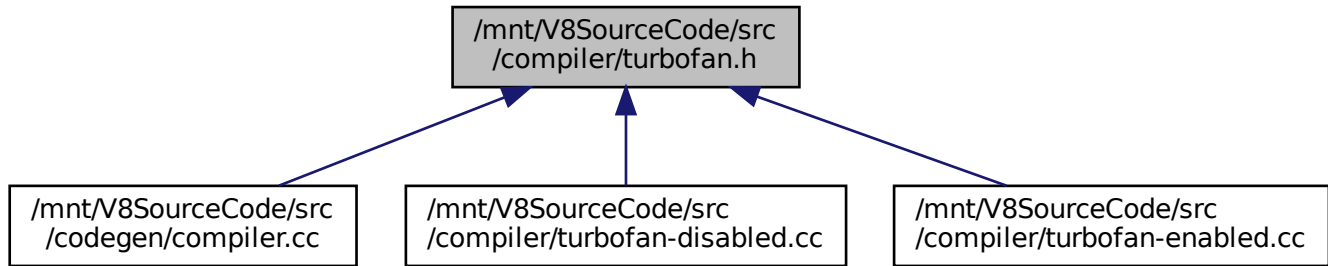 /mnt/V8SourceCode/src
/compiler/turbofan.h
/mnt/V8SourceCode/src
/codegen/compiler.cc
/mnt/V8SourceCode/src
/compiler/turbofan-disabled.cc
/mnt/V8SourceCode/src
/compiler/turbofan-enabled.cc